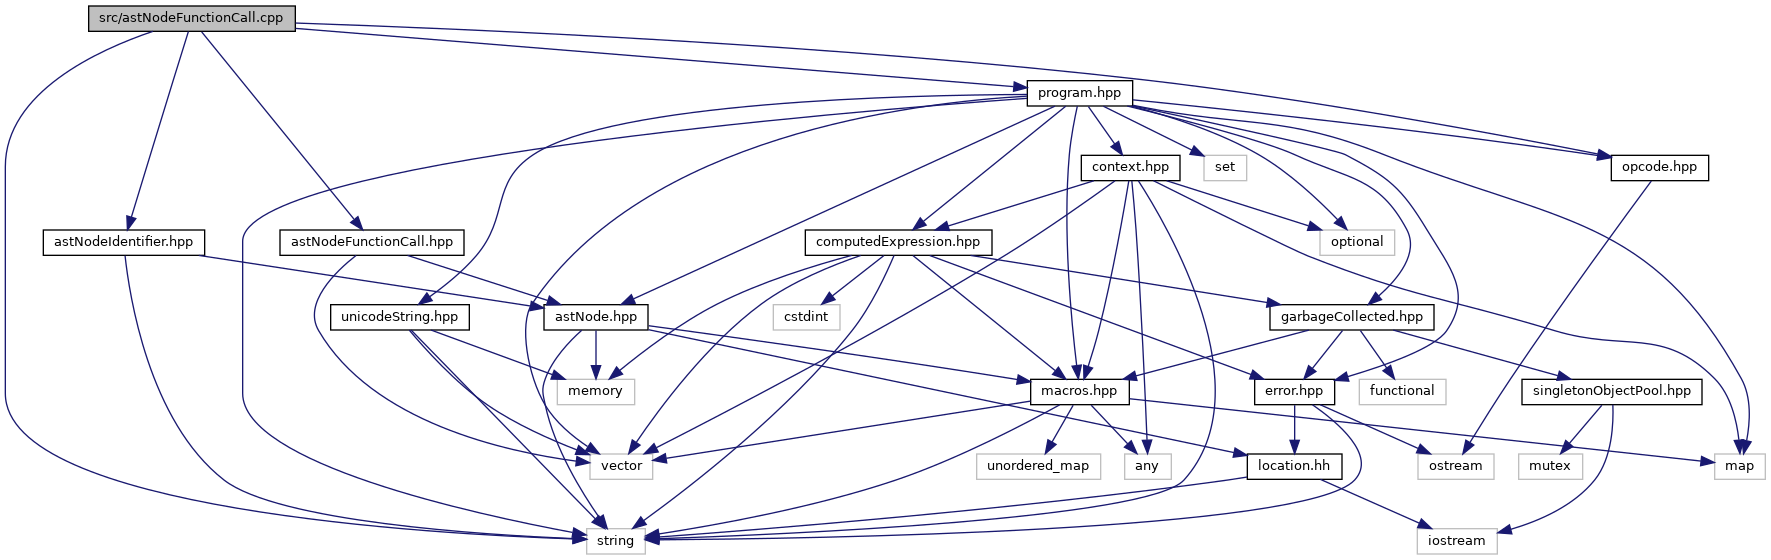 src/astNodeFunctionCall.cpp
program.hpp
context.hpp
set
opcode.hpp
astNodeIdentifier.hpp
astNodeFunctionCall.hpp
computedExpression.hpp
optional
unicodeString.hpp
astNode.hpp
cstdint
garbageCollected.hpp
memory
macros.hpp
error.hpp
functional
singletonObjectPool.hpp
vector
unordered_map
any
location.hh
ostream
mutex
map
string
iostream